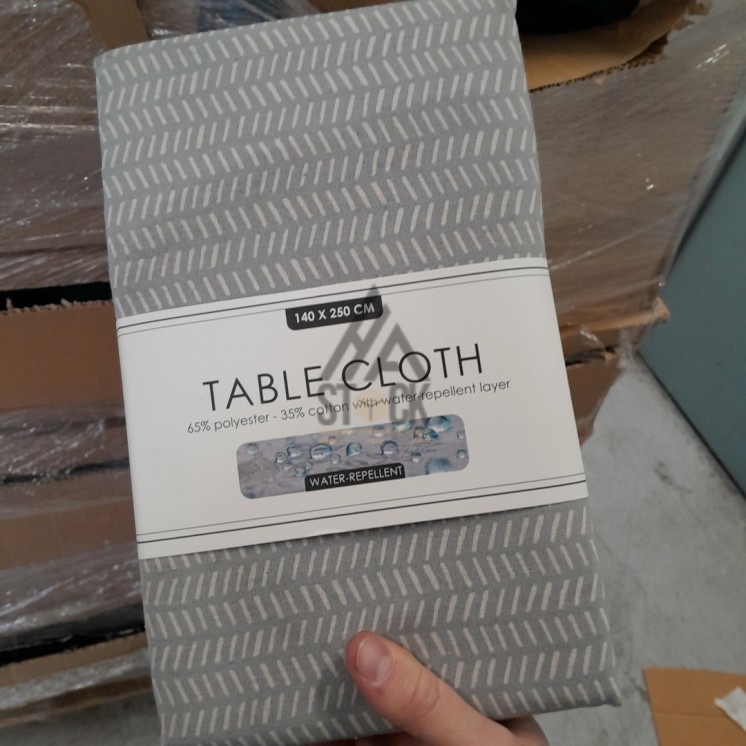 140 X 250 CM
TABLE CLOTH
65% polyester - 35% cotton with water-repellent layer
WATER-REPELLENT